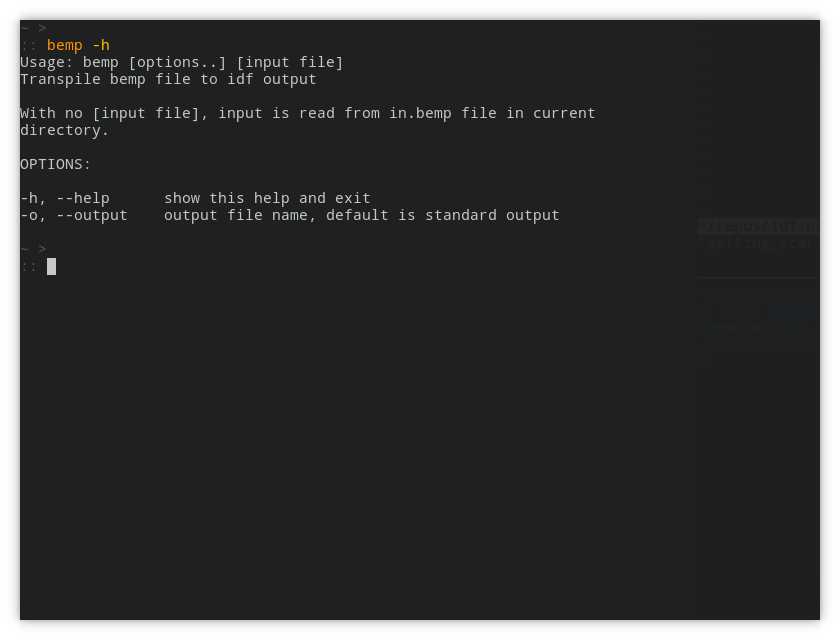 ~ >
:: bemp -h
Usage: bemp [options..] [input file]
Transpile bemp file to idf output
With no [input file], input is read from in.bemp file in current
directory.
OPTIONS:
-h, --help      show this help and exit
-o, --output    output file name, default is standard output
~ >
::
~/repos/idf-p